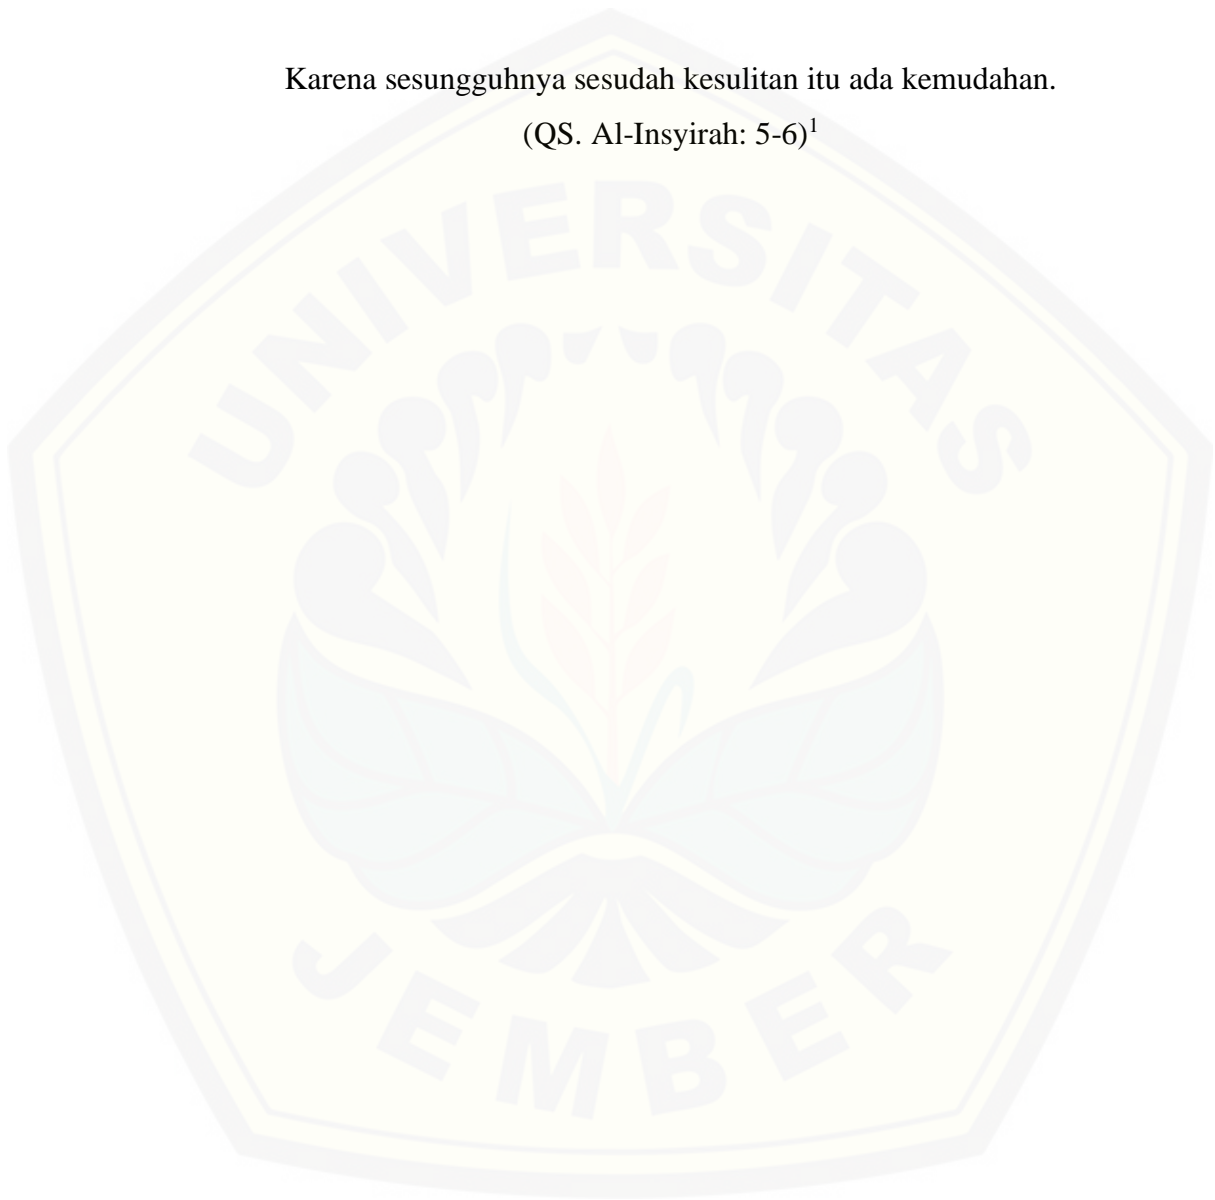 Karena sesungguhnya sesudah kesulitan itu ada kemudahan.
(QS. Al-Insyirah: 5-6)¹
UNIVERSITAS
JEMBER